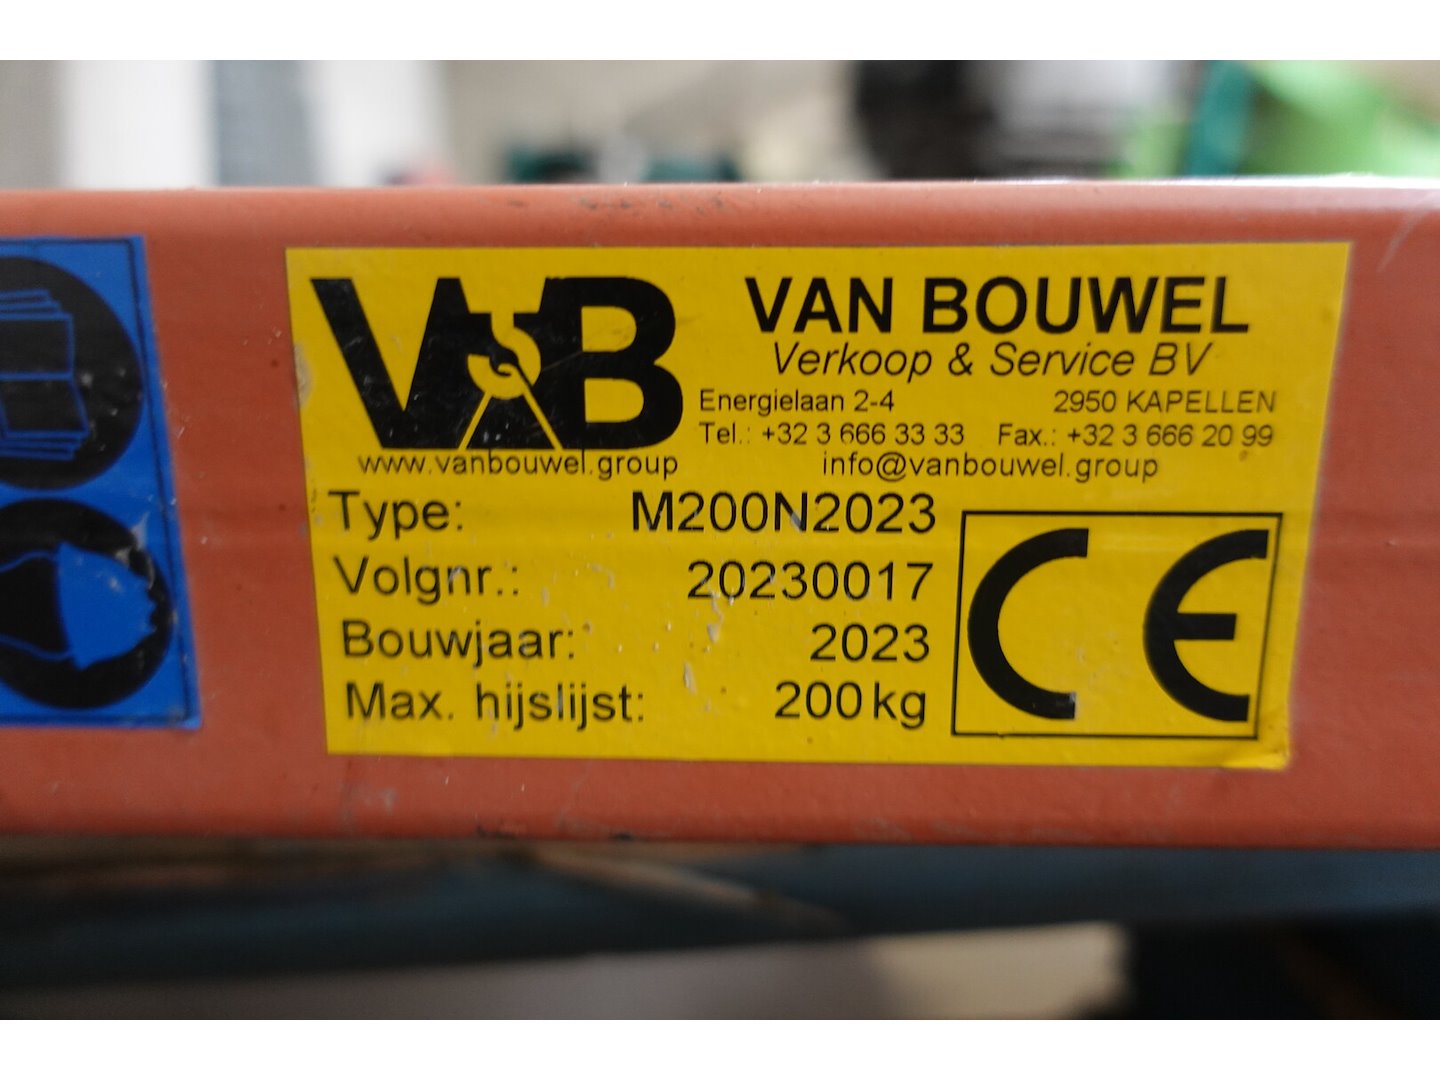 VB
VAN BOUWEL
Verkoop & Service BV
Energielaan 2-4 2950 KAPELLEN
Tel.: +32 3 666 33 33 Fax.: +32 3 666 20 99
www.vanbouwel.group info@vanbouwel.group
Type: M200N2023
Volgnr.: 20230017
Bouwjaar: 2023
Max. hijslijst: 200 kg
CE